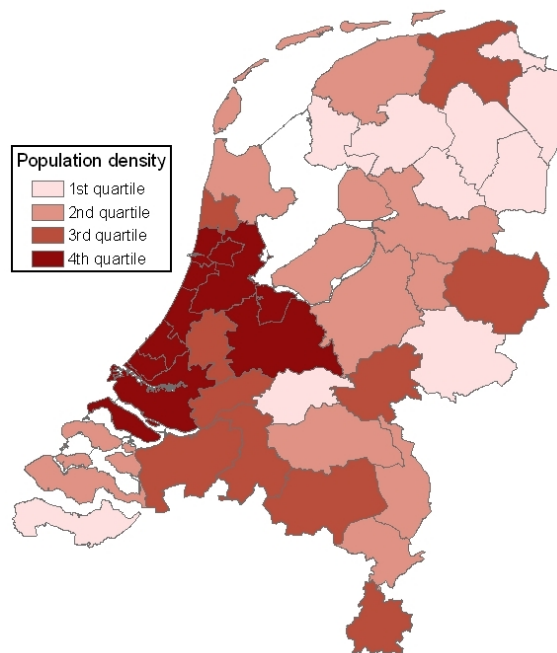 Population density
1st quartile
2nd quartile
3rd quartile
4th quartile